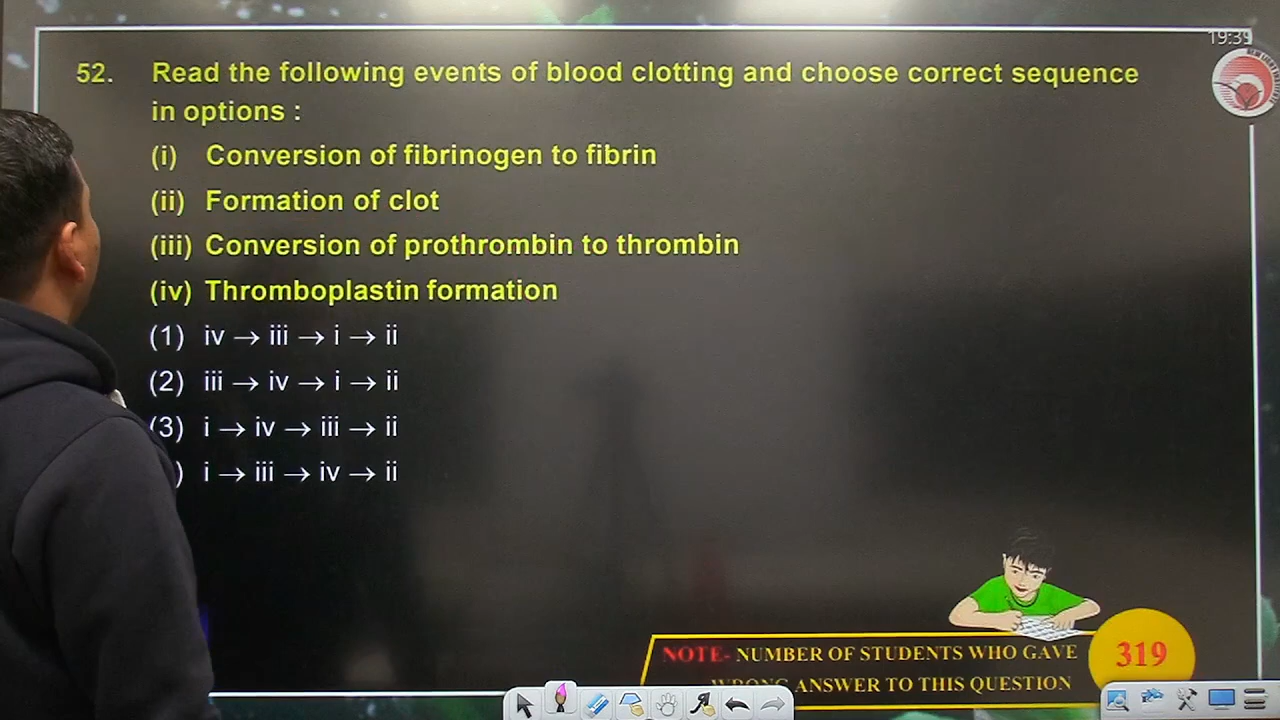 19:39
52. Read the following events of blood clotting and choose correct sequence
in options :
(i) Conversion of fibrinogen to fibrin
(ii) Formation of clot
(iii) Conversion of prothrombin to thrombin
(iv) Thromboplastin formation
(1) iv → iii → i → ii
(2) iii → iv → i → ii
(3) i → iv → iii → ii
) i → iii → iv → ii
NOTE- NUMBER OF STUDENTS WHO GAVE
WRONG ANSWER TO THIS QUESTION
319